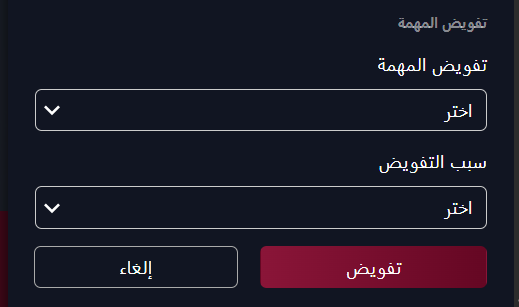 تفويض المهمة
تفويض المهمة
اختر
سبب التفويض
اختر
تفويض
إلغاء